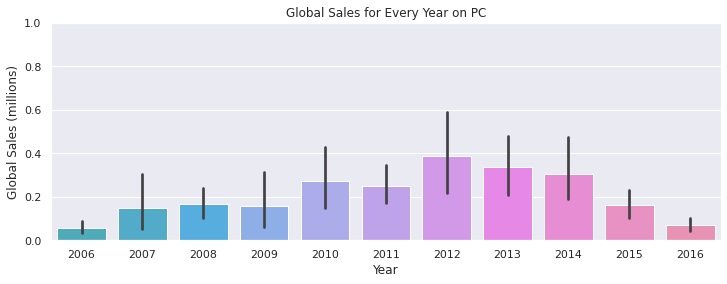 Global Sales for Every Year on PC
1.0
0.8
0.6
0.4
0.2
0.0
Global Sales (millions)
2006 2007 2008 2009 2010 2011 2012 2013 2014 2015 2016
Year